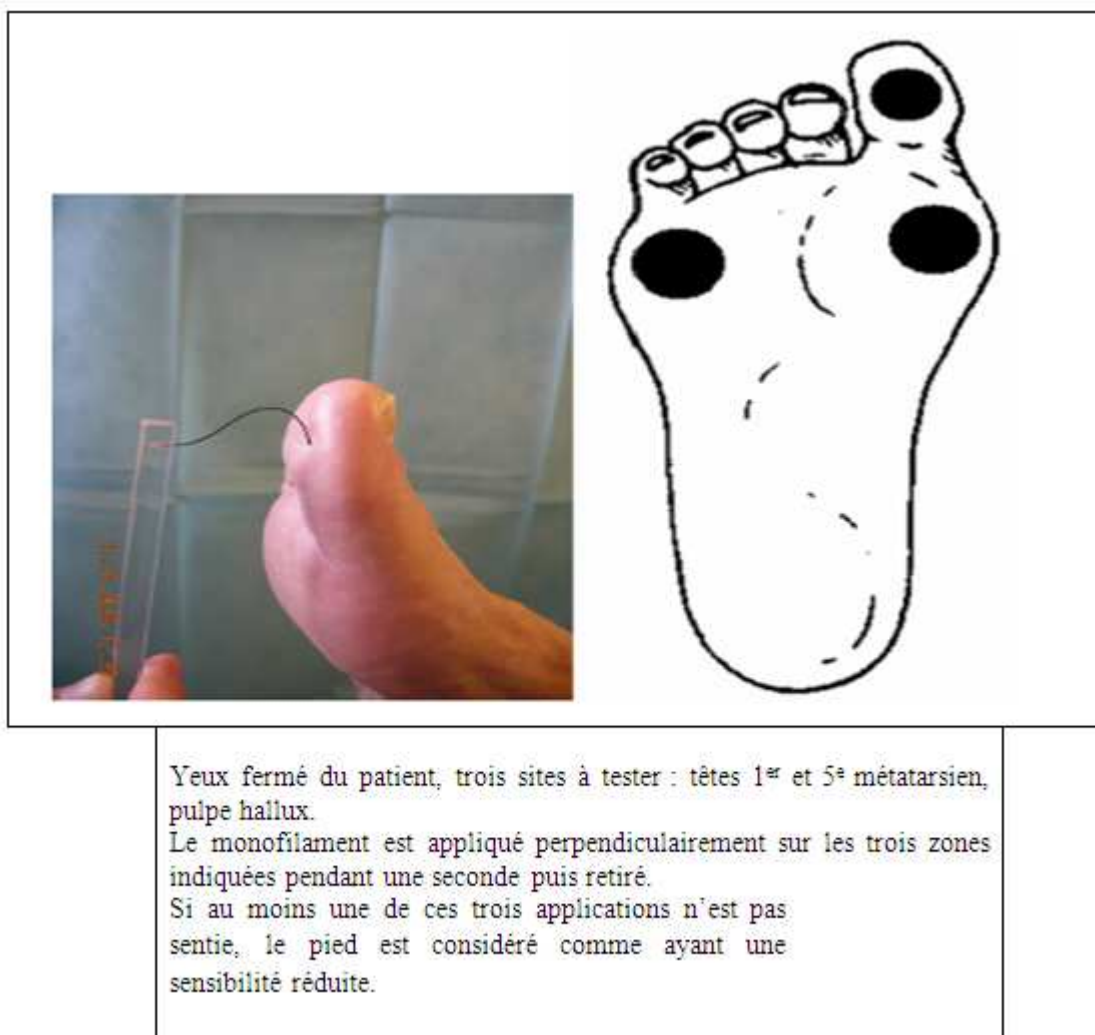 Yeux fermé du patient, trois sites à tester : têtes 1er et 5e métatarsien,
pulpe hallux.
Le monofilament est appliqué perpendiculairement sur les trois zones
indiquées pendant une seconde puis retiré.
Si au moins une de ces trois applications n'est pas
sentie, le pied est considéré comme ayant une
sensibilité réduite.